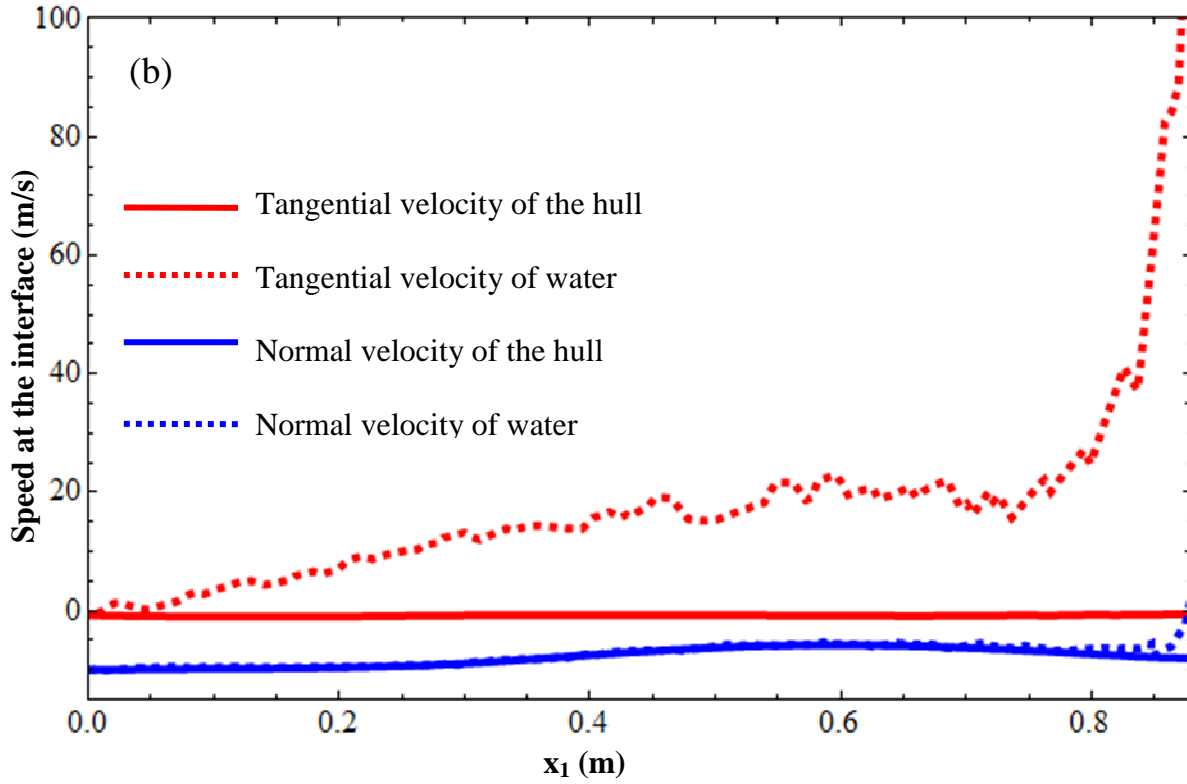 100
(b)
80
Tangential velocity of the hull
60
Tangential velocity of water
Normal velocity of the hull
40
Normal velocity of water
20
0
Speed at the interface (m/s)
0.0 0.2 0.4 0.6 0.8
x₁ (m)